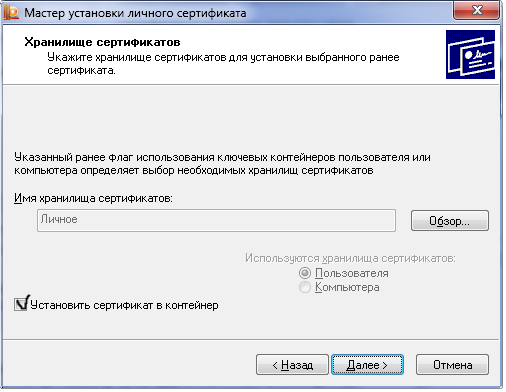 Мастер установки личного сертификата
Хранилище сертификатов
Укажите хранилище сертификатов для установки выбранного ранее
сертификата.
Указанный ранее флаг использования ключевых контейнеров пользователя или
компьютера определяет выбор необходимых хранилищ сертификатов
Имя хранилища сертификатов:
Личное
Обзор...
Используются хранилища сертификатов:
Пользователя
Компьютера
Установить сертификат в контейнер
< Назад
Далее >
Отмена